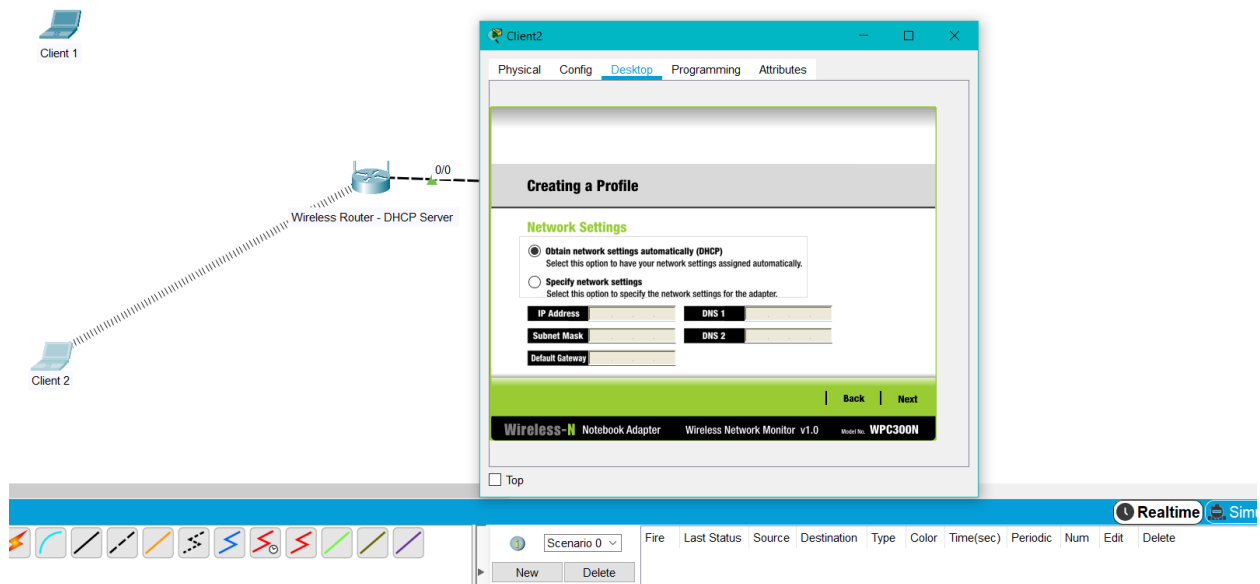 Client 1
0/0
Wireless Router - DHCP Server
Client 2
Client2
Physical Config Desktop Programming Attributes
Creating a Profile
Network Settings
Obtain network settings automatically (DHCP)
Select this option to have your network settings assigned automatically.
Specify network settings
Select this option to specify the network settings for the adapter.
IP Address DNS 1
Subnet Mask DNS 2
Default Gateway
Back Next
Wireless-N Notebook Adapter Wireless Network Monitor v1.0 Model No. WPC300N
Top
Realtime
Scenario 0 Fire Last Status Source Destination Type Color Time(sec) Periodic Num Edit Delete
New Delete